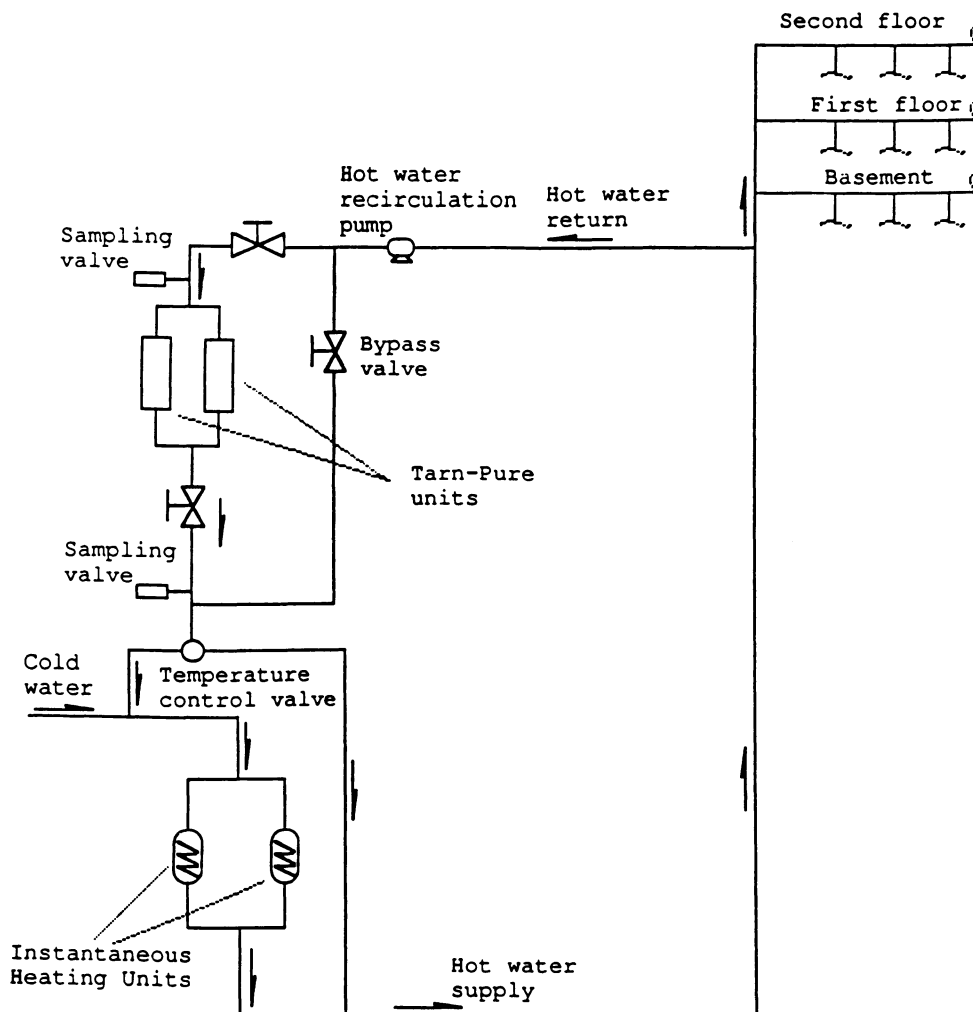 Second floor
First floor
Basement
Hot water
recirculation
pump
Hot water
return
Sampling
valve
Bypass
valve
Tarn-Pure
units
Sampling
valve
Cold
water
Temperature
control valve
Instantaneous
Heating Units
Hot water
supply